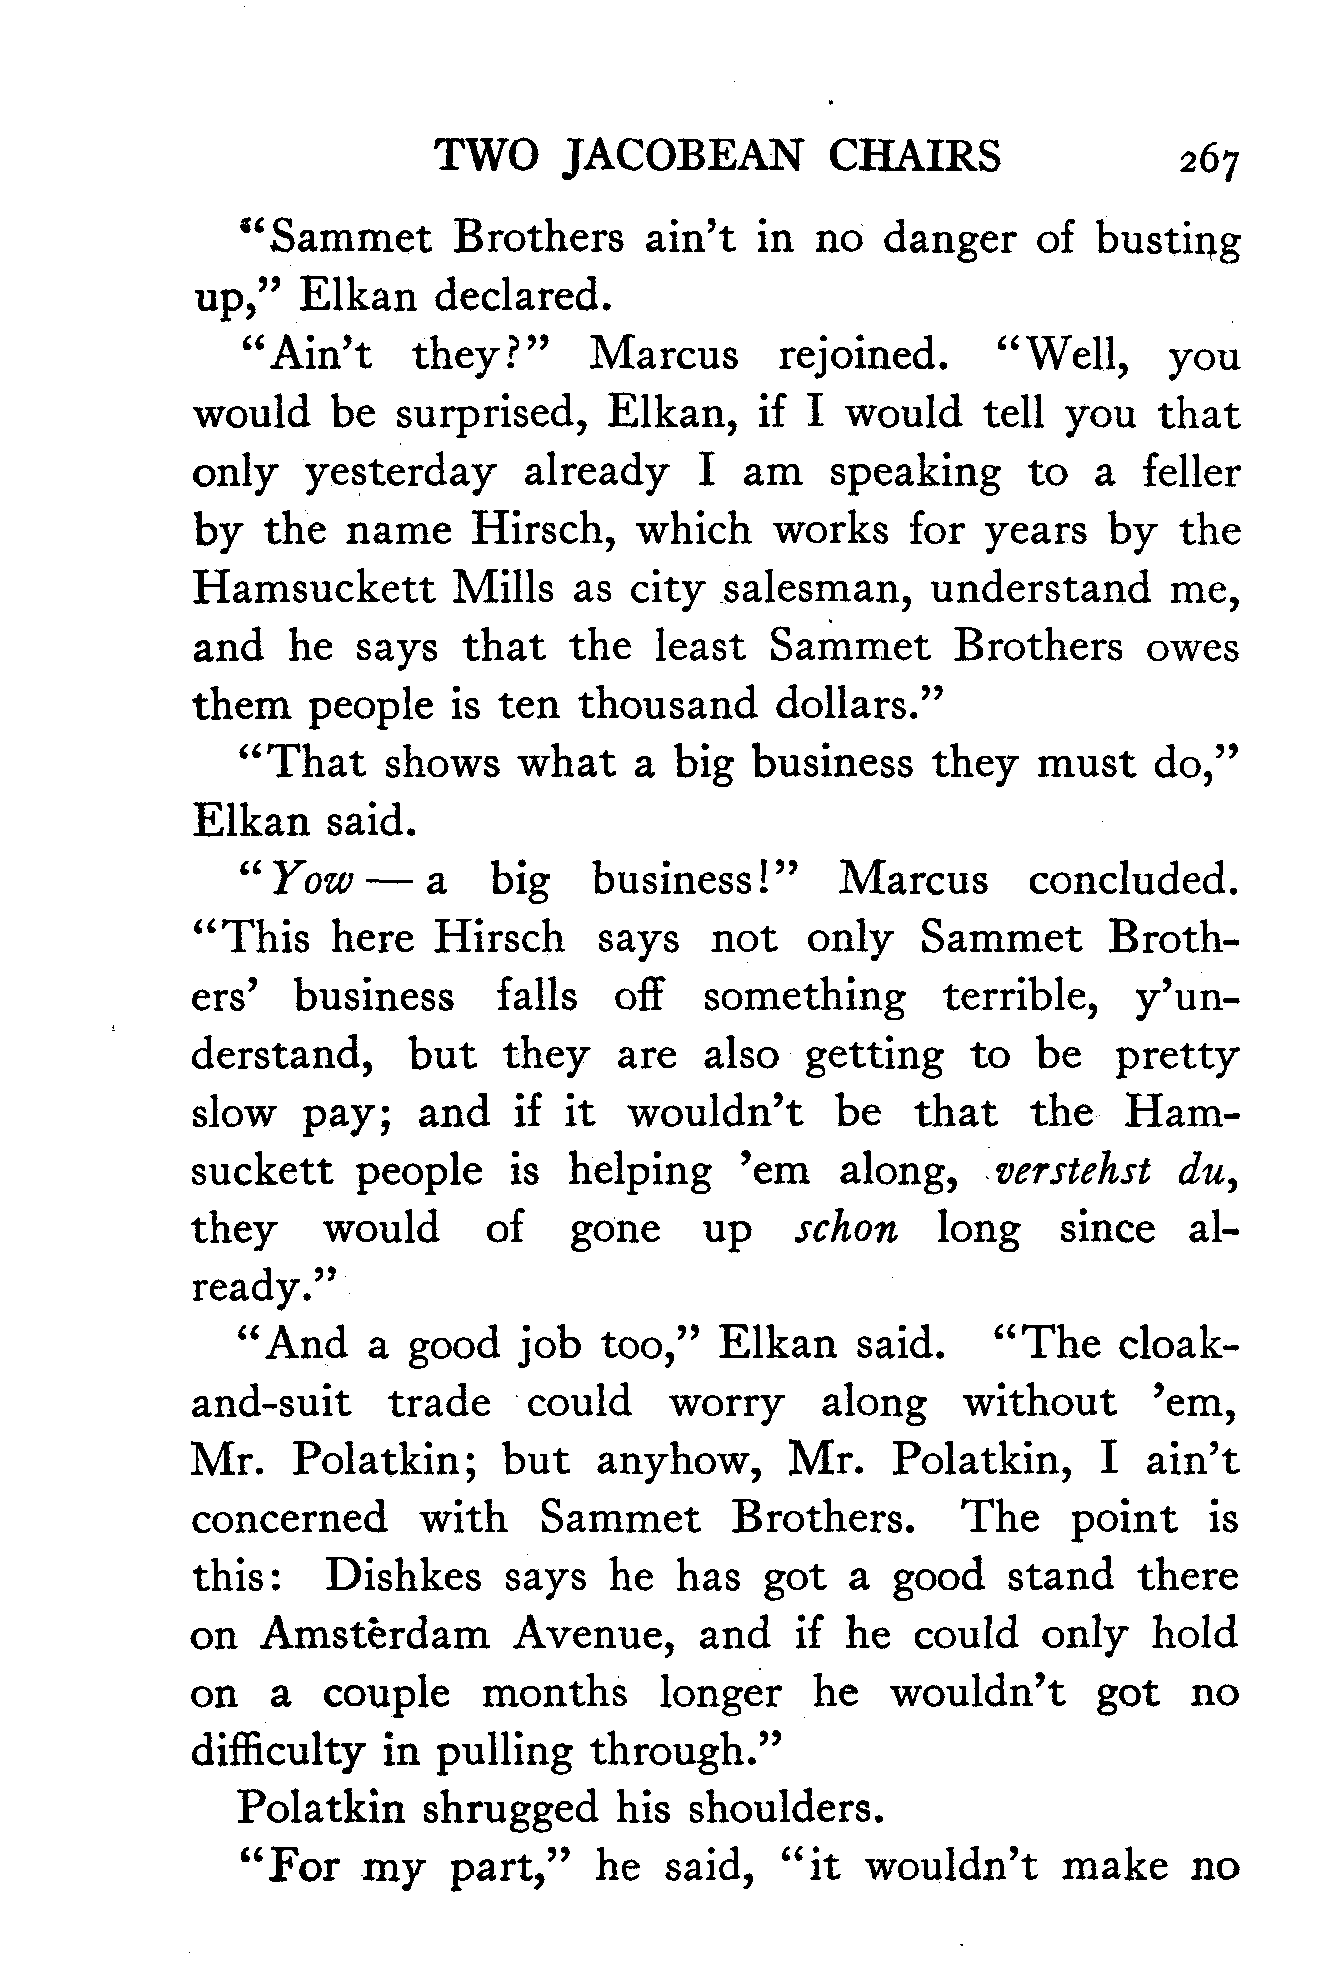 TWO JACOBEAN CHAIRS 267
“Sammet Brothers ain’t in no danger of busting
up,” Elkan declared.
“Ain’t they?” Marcus rejoined. “Well, you
would be surprised, Elkan, if I would tell you that
only yesterday already I am speaking to a feller
by the name Hirsch, which works for years by the
Hamsuckett Mills as city salesman, understand me,
and he says that the least Sammet Brothers owes
them people is ten thousand dollars.”
“That shows what a big business they must do,”
Elkan said.
“Yow — a big business!” Marcus concluded.
“This here Hirsch says not only Sammet Broth-
ers’ business falls off something terrible, y’un-
derstand, but they are also getting to be pretty
slow pay; and if it wouldn’t be that the Ham-
suckett people is helping ’em along, verstehst du,
they would of gone up schon long since al-
ready.”
“And a good job too,” Elkan said. “The cloak-
and-suit trade could worry along without ’em,
Mr. Polatkin; but anyhow, Mr. Polatkin, I ain’t
concerned with Sammet Brothers. The point is
this: Dishkes says he has got a good stand there
on Amsterdam Avenue, and if he could only hold
on a couple months longer he wouldn’t got no
difficulty in pulling through.”
Polatkin shrugged his shoulders.
“For my part,” he said, “it wouldn’t make no